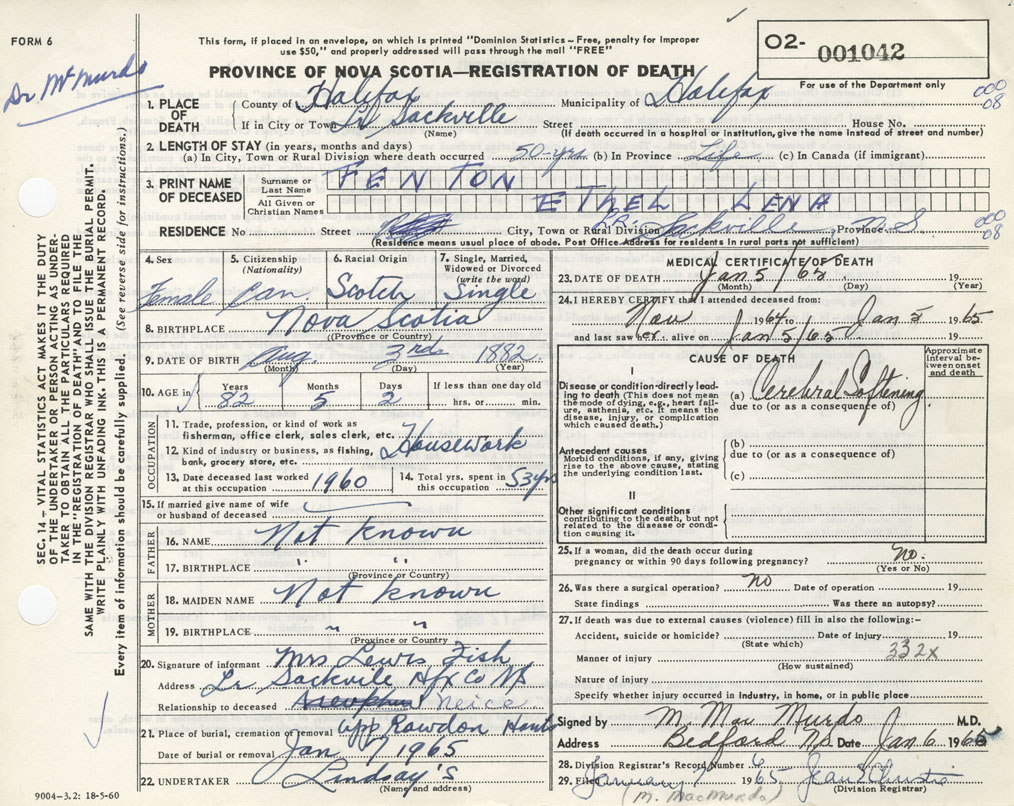 FORM 6
This form, if placed in an envelope, on which is printed "Dominion Statistics – Free, penalty for improper
use $50," and properly addressed will pass through the mail "FREE"
O2- 001042
For use of the Department only
Dr McMurdo
PROVINCE OF NOVA SCOTIA—REGISTRATION OF DEATH
000
08
1. PLACE OF DEATH
County of Halifax Municipality of Halifax
If in City or Town Lr Sackville Street House No.
(Name) (If death occurred in a hospital or institution, give the name instead of street and number)
2. LENGTH OF STAY (in years, months and days)
(a) In City, Town or Rural Division where death occurred 50 yrs (b) In Province Life (c) In Canada (if immigrant)
3. PRINT NAME OF DECEASED
Surname or Last Name FENTON
All Given or Christian Names ETHEL LENA
RESIDENCE No Street City, Town or Rural Division Lr Sackville, Province N.S
000
08
(Residence means usual place of abode. Post Office Address for residents in rural parts not sufficient)
4. Sex Female
5. Citizenship (Nationality) Can.
6. Racial Origin Scotch
7. Single, Married, Widowed or Divorced (write the word) Single
8. BIRTHPLACE Nova Scotia
(Province or Country)
9. DATE OF BIRTH Aug 3rd 1882
(Month) (Day) (Year)
10. AGE in Years 82 Months 5 Days 2 If less than one day old hrs. or min.
OCCUPATION
11. Trade, profession, or kind of work as
fisherman, office clerk, sales clerk, etc.
12. Kind of industry or business, as fishing,
bank, grocery store, etc. Housework
13. Date deceased last worked at this occupation 1960
14. Total yrs. spent in this occupation 53 yrs
15. If married give name of wife
or husband of deceased
FATHER
16. NAME Not Known
17. BIRTHPLACE " "
(Province or Country)
MOTHER
18. MAIDEN NAME Not Known
19. BIRTHPLACE " "
(Province or Country)
20. Signature of informant Mrs Lewis Fish
Address Lr Sackville Hfx Co NS
Relationship to deceased Neice
21. Place of burial, cremation or removal Upp Rawdon Hants
Date of burial or removal Jan 7 1965
22. UNDERTAKER Lindsay's
(Name and address)
MEDICAL CERTIFICATE OF DEATH
23. DATE OF DEATH Jan 5/65 19
(Month) (Day) (Year)
24. I HEREBY CERTIFY that I attended deceased from:
Nov 1964 to Jan 5 1965
and last saw her alive on Jan 5/65 19
CAUSE OF DEATH
Approximate interval between onset and death
I
Disease or condition directly leading to death (This does not mean the mode of dying, e.g., heart failure, asthenia, etc. It means the disease, injury, or complication which caused death.)
(a) Cerebral Softening
due to (or as a consequence of)
Antecedent causes
Morbid conditions, if any, giving rise to the above cause, stating the underlying condition last.
(b)
due to (or as a consequence of)
(c)
II
Other significant conditions
contributing to the death, but not related to the disease or condition causing it.
25. If a woman, did the death occur during
pregnancy or within 90 days following pregnancy? no.
(Yes or No)
26. Was there a surgical operation? no Date of operation 19
State findings Was there an autopsy?
27. If death was due to external causes (violence) fill in also the following:—
Accident, suicide or homicide? Date of injury 19
(State which)
332x
Manner of injury
(How sustained)
Nature of injury
Specify whether injury occurred in industry, in home, or in public place
Signed by M. MacMurdo M.D.
Address Bedford NS Date Jan 6 1965
28. Division Registrar's Record Number 6
29. Filed January 7 1965 Jean E Christie
(Division Registrar)
(M. MacMurdo)
SEC. 14 – VITAL STATISTICS ACT MAKES IT THE DUTY
OF THE UNDERTAKER OR PERSON ACTING AS UNDER-
TAKER TO OBTAIN ALL THE PARTICULARS REQUIRED
IN THE "REGISTRATION OF DEATH" AND TO FILE THE
SAME WITH THE DIVISION REGISTRAR WHO SHALL ISSUE THE BURIAL PERMIT.
WRITE PLAINLY WITH UNFADING INK. THIS IS A PERMANENT RECORD.
Every item of information should be carefully supplied. (See reverse side for instructions.)
9004-3.2: 18-5-60